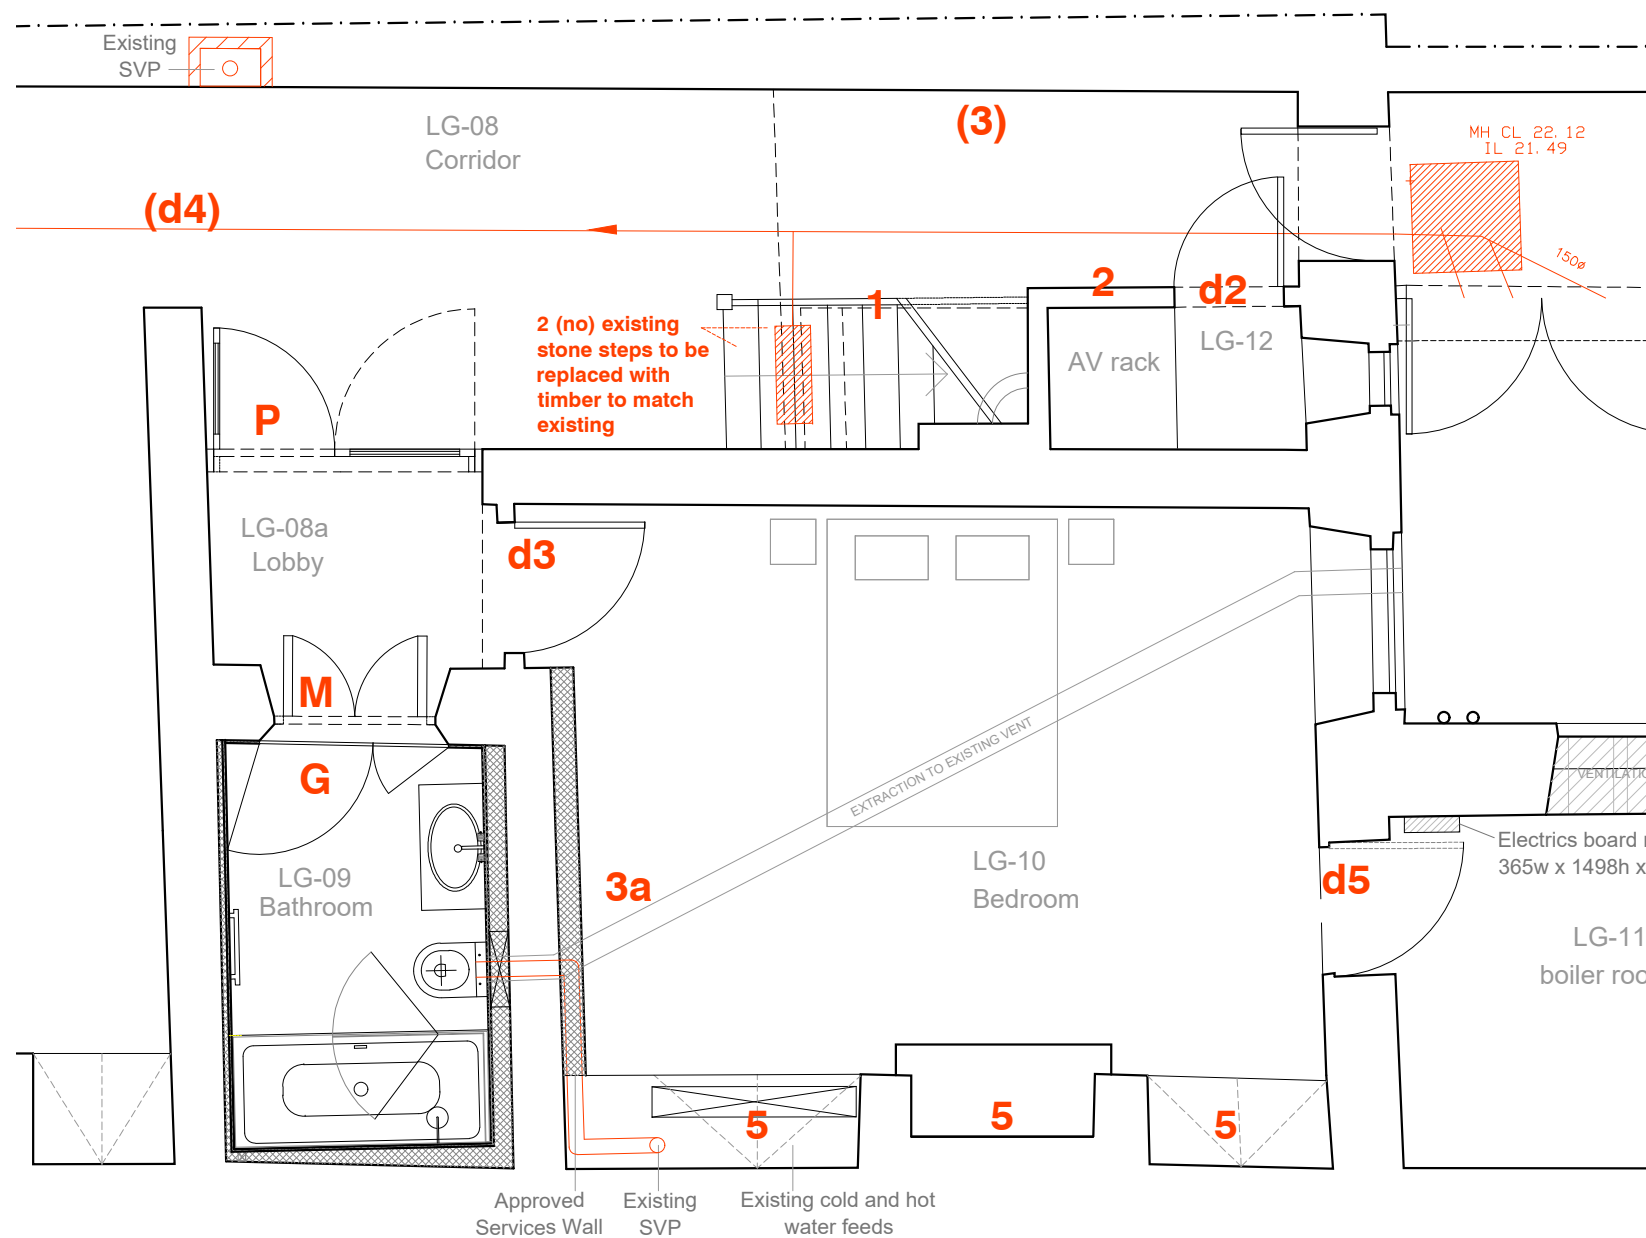 Existing
SVP
LG-08
Corridor
(3)
MH CL 22.12
IL 21.49
(d4)
150ø
2
d2
1
2 (no) existing
stone steps to be
replaced with
timber to match
existing
LG-12
AV rack
P
LG-08a
Lobby
d3
M
G
EXTRACTION TO EXISTING VENT
VENTILATIO
Electrics board
365w x 1498h x
LG-09
Bathroom
3a
LG-10
Bedroom
d5
LG-11
boiler roo
5
5
5
Approved
Services Wall
Existing
SVP
Existing cold and hot
water feeds